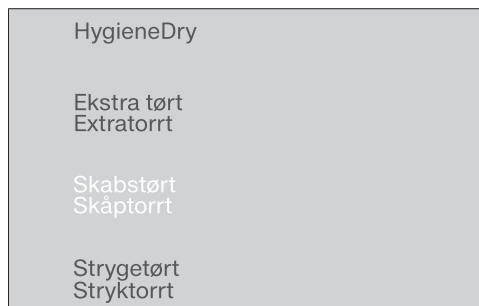 HygieneDry
Ekstra tørt
Extratorrt
Skabstørt
Skåptorrt
Strygetørt
Stryktorrt